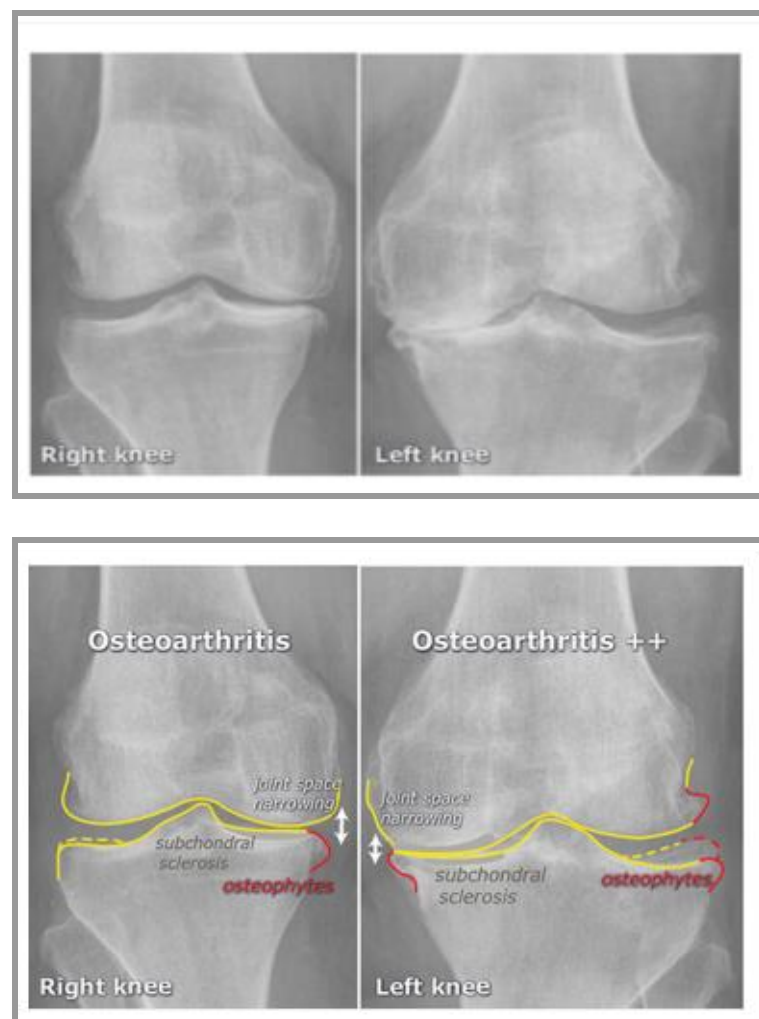 Right knee
Left knee
Osteoarthritis
Osteoarthritis ++
joint space
narrowing
joint space
narrowing
subchondral
sclerosis
osteophytes
subchondral
sclerosis
osteophytes
Right knee
Left knee